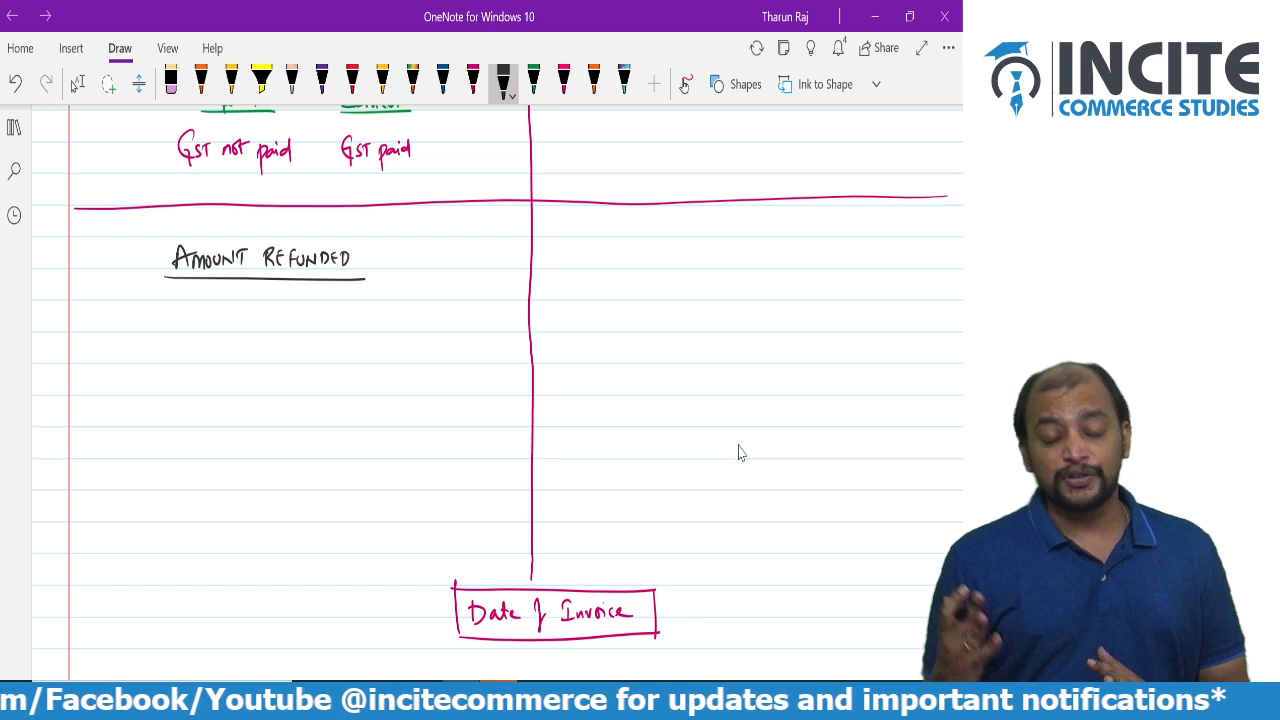 OneNote for Windows 10
Tharun Raj
Home Insert Draw View Help
4
Share
Shapes
Ink to Shape
INCITE
COMMERCE STUDIES
GST not paid GST paid
AMOUNT REFUNDED
Date of Invoice
m/Facebook/Youtube @incitecommerce for updates and important notifications*